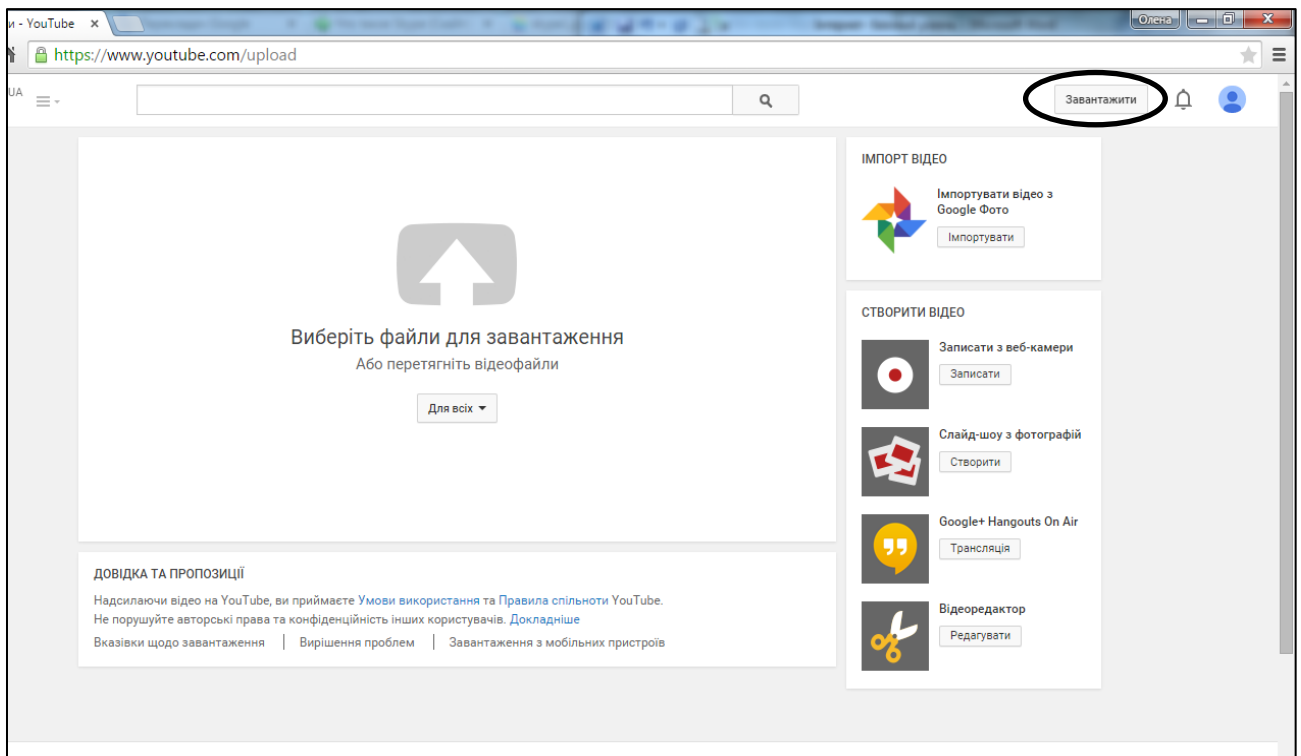 и - YouTube
Олена
https://www.youtube.com/upload
UA
Завантажити
Виберіть файли для завантаження
Або перетягніть відеофайли
Для всіх
ІМПОРТ ВІДЕО
Імпортувати відео з
Google Фото
Імпортувати
СТВОРИТИ ВІДЕО
Записати з веб-камери
Записати
Слайд-шоу з фотографій
Створити
Google+ Hangouts On Air
Трансляція
Відеоредактор
Редагувати
ДОВІДКА ТА ПРОПОЗИЦІЇ
Надсилаючи відео на YouTube, ви приймаєте Умови використання та Правила спільноти YouTube.
Не порушуйте авторські права та конфіденційність інших користувачів. Докладніше
Вказівки щодо завантаження | Вирішення проблем | Завантаження з мобільних пристроїв